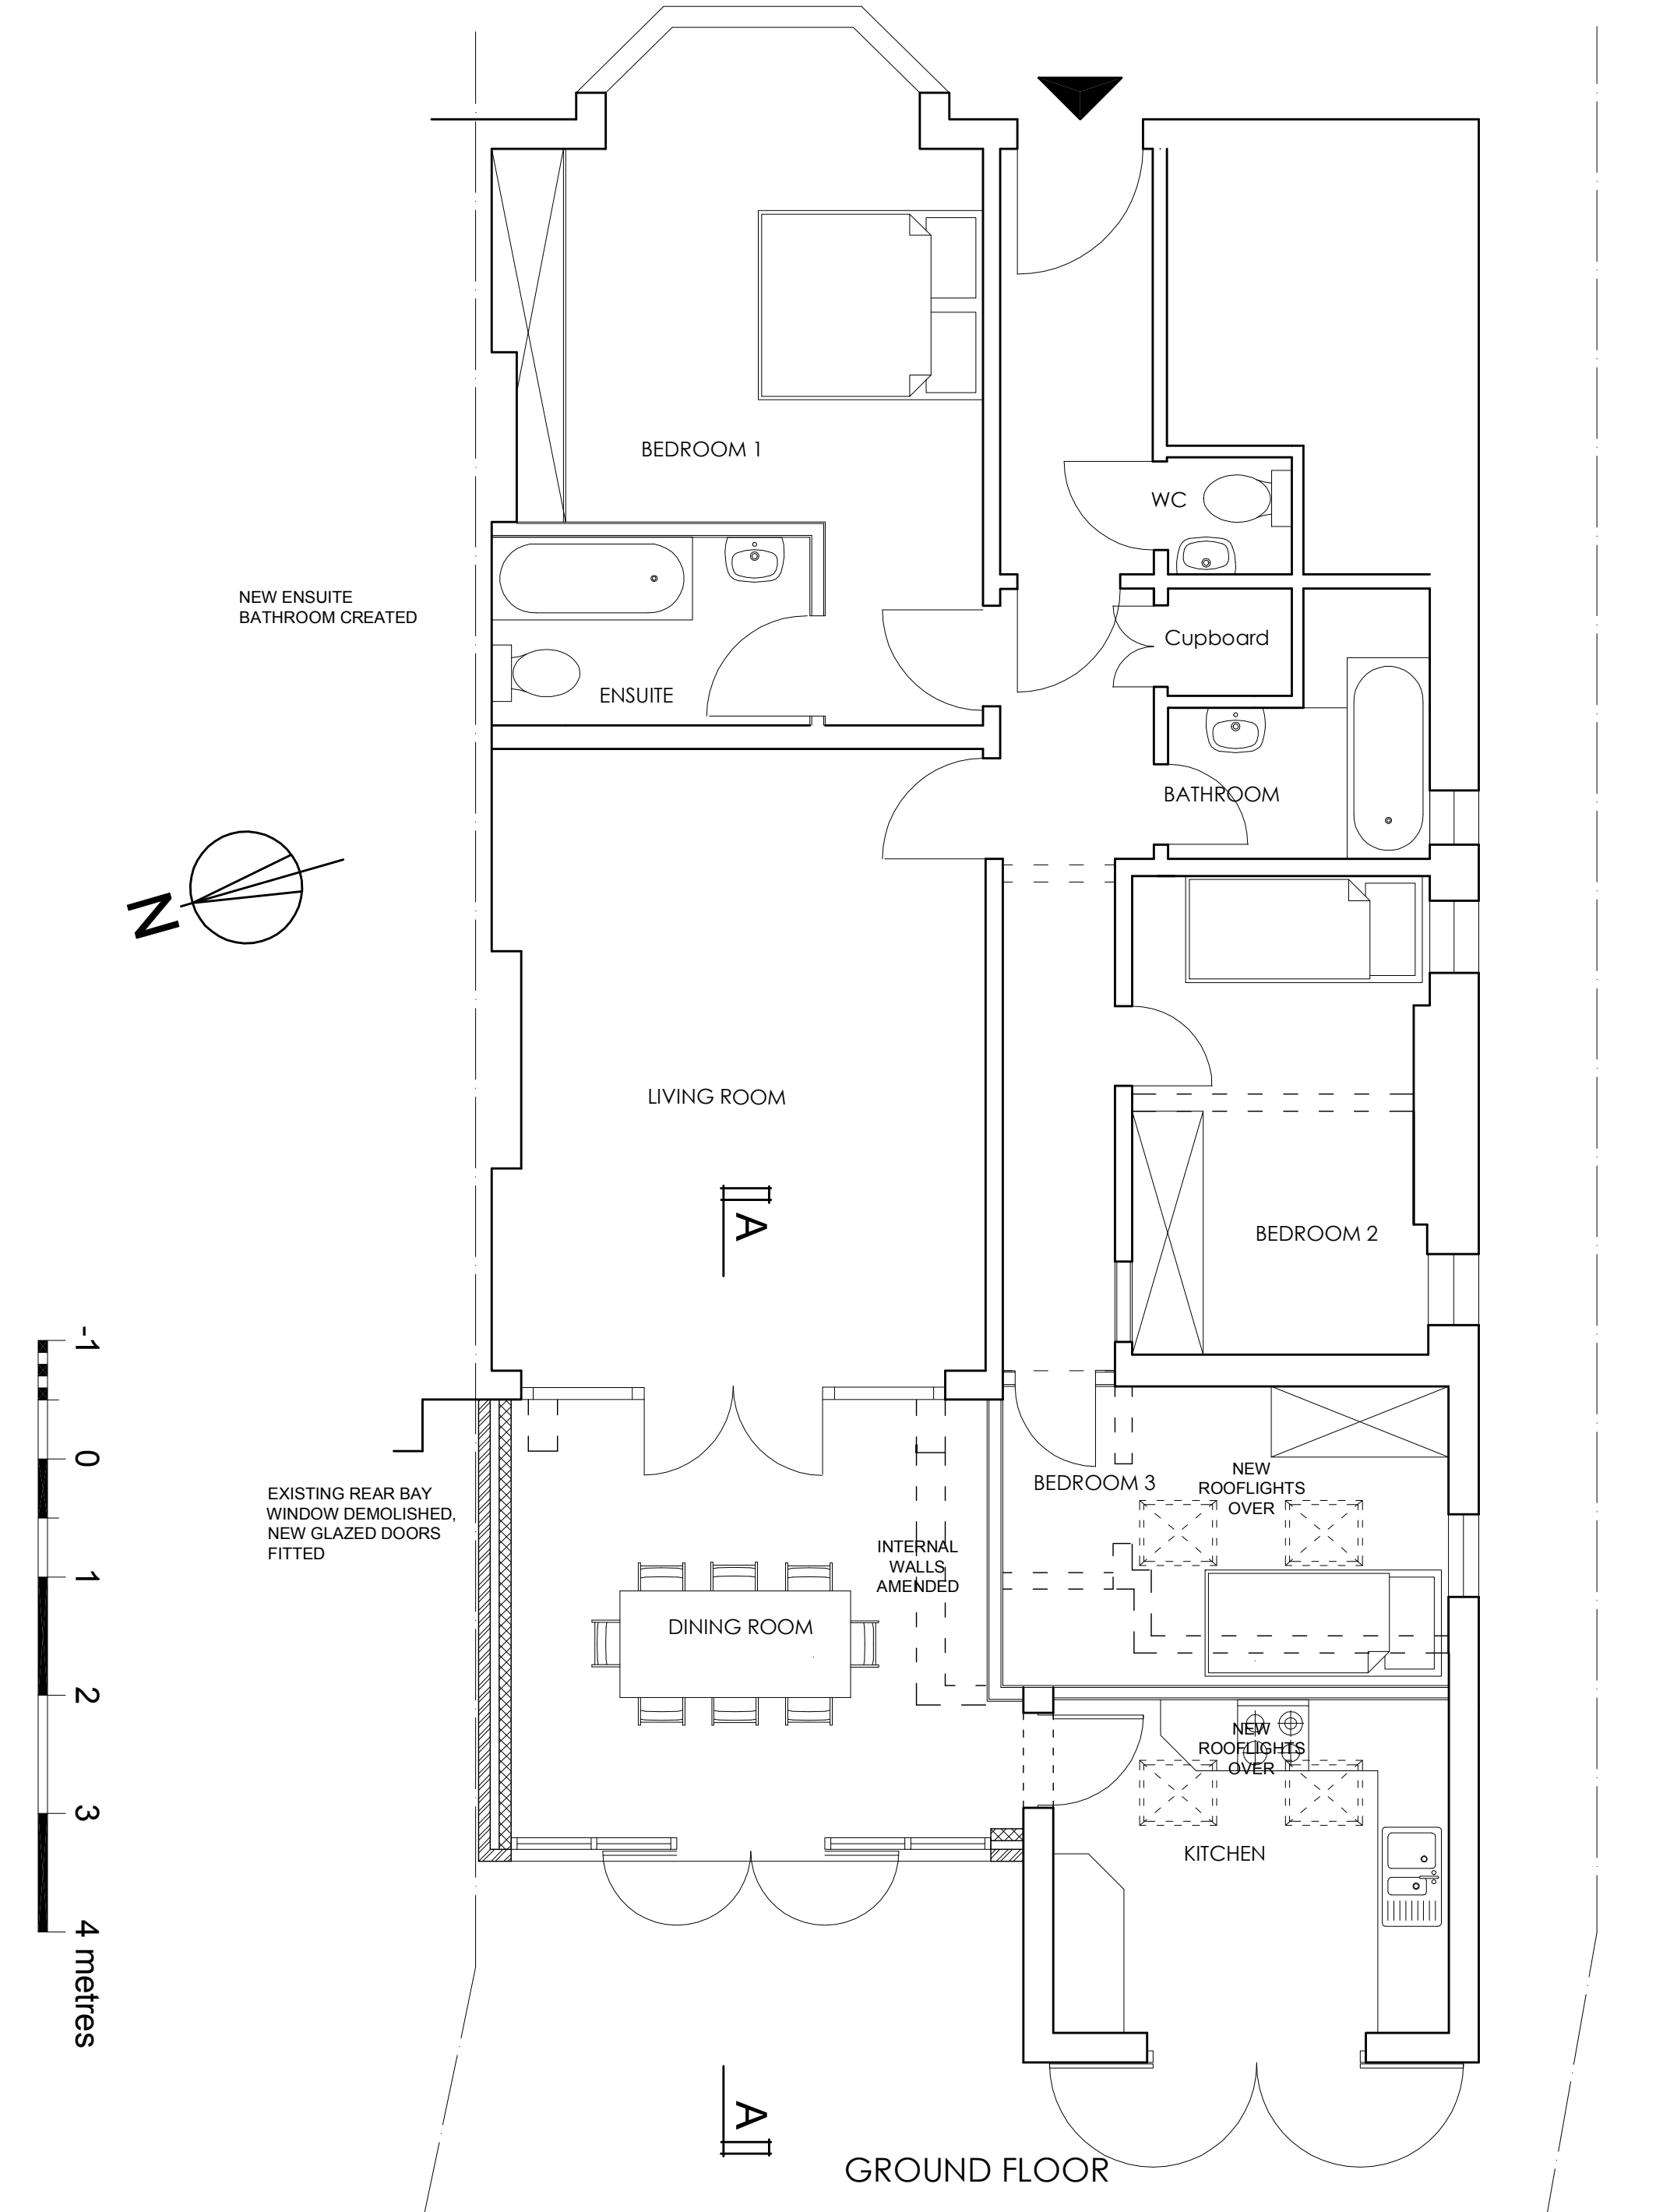 BEDROOM 1
WC
NEW ENSUITE
BATHROOM CREATED
Cupboard
ENSUITE
BATHROOM
N
LIVING ROOM
A
BEDROOM 2
-1
0
1
2
3
4 metres
EXISTING REAR BAY
WINDOW DEMOLISHED,
NEW GLAZED DOORS
FITTED
BEDROOM 3
NEW
ROOFLIGHTS
OVER
INTERNAL
WALLS
AMENDED
DINING ROOM
NEW
ROOFLIGHTS
OVER
KITCHEN
A
GROUND FLOOR